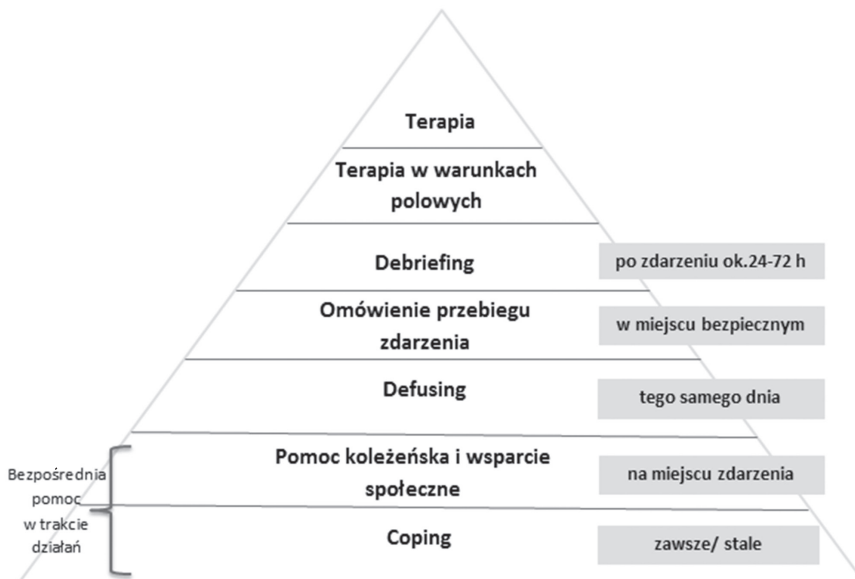 Terapia
Terapia w warunkach
polowych
Debriefing
po zdarzeniu ok.24-72 h
Omówienie przebiegu
zdarzenia
w miejscu bezpiecznym
Defusing
tego samego dnia
Pomoc koleżeńska i wsparcie
społeczne
na miejscu zdarzenia
Bezpośrednia
pomoc
w trakcie
działań
Coping
zawsze/ stale